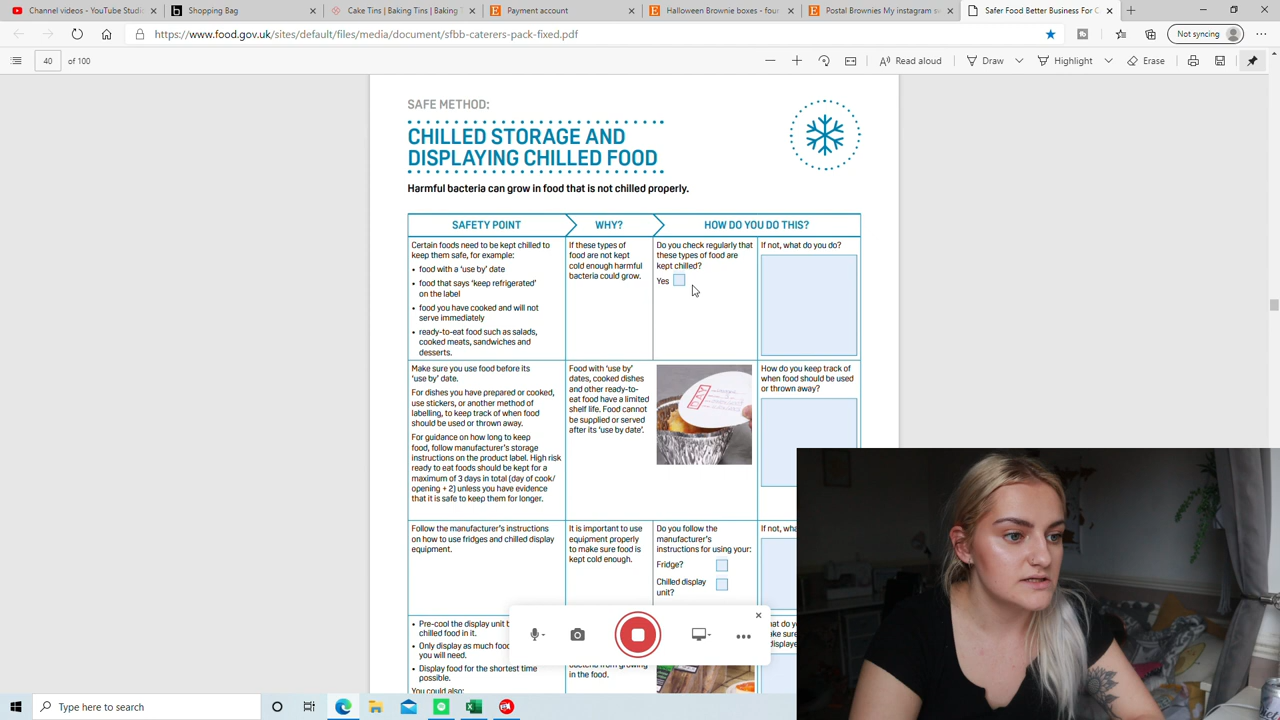 Channel videos - YouTube Studi
Shopping Bag
Cake Tins | Baking Tins | Baking T
Payment account
Halloween Brownie boxes - four
Postal Brownies My instagram is
Safer Food Better Business For C
https://www.food.gov.uk/sites/default/files/media/document/sfbb-caterers-pack-fixed.pdf
Not syncing
40 of 100
Read aloud
Draw
Highlight
Erase
SAFE METHOD:
CHILLED STORAGE AND
DISPLAYING CHILLED FOOD
Harmful bacteria can grow in food that is not chilled properly.
SAFETY POINT
WHY?
HOW DO YOU DO THIS?
Certain foods need to be kept chilled to
keep them safe, for example:
• food with a 'use by' date
• food that says 'keep refrigerated'
on the label
• food you have cooked and will not
serve immediately
• ready-to-eat food such as salads,
cooked meats, sandwiches and
desserts.
If these types of
food are not kept
cold enough harmful
bacteria could grow.
Do you check regularly that
these types of food are
kept chilled?
Yes
If not, what do you do?
Make sure you use food before its
'use by' date.
For dishes you have prepared or cooked,
use stickers, or another method of
labelling, to keep track of when food
should be used or thrown away.
For guidance on how long to keep
food, follow manufacturer's storage
instructions on the product label. High risk
ready to eat foods should be kept for a
maximum of 3 days in total (day of cook/
opening + 2) unless you have evidence
that it is safe to keep them for longer.
Food with 'use by'
dates, cooked dishes
and other ready-to-
eat food have a limited
shelf life. Food cannot
be supplied or served
after its 'use by date'.
How do you keep track of
when food should be used
or thrown away?
Follow the manufacturer's instructions
on how to use fridges and chilled display
equipment.
It is important to use
equipment properly
to make sure food is
kept cold enough.
Do you follow the
manufacturer's
instructions for using your:
Fridge?
Chilled display
unit?
If not, wha
• Pre-cool the display unit b
chilled food in it.
• Only display as much food
you will need.
• Display food for the shortest time
possible.
You could also:
in the food.
Type here to search